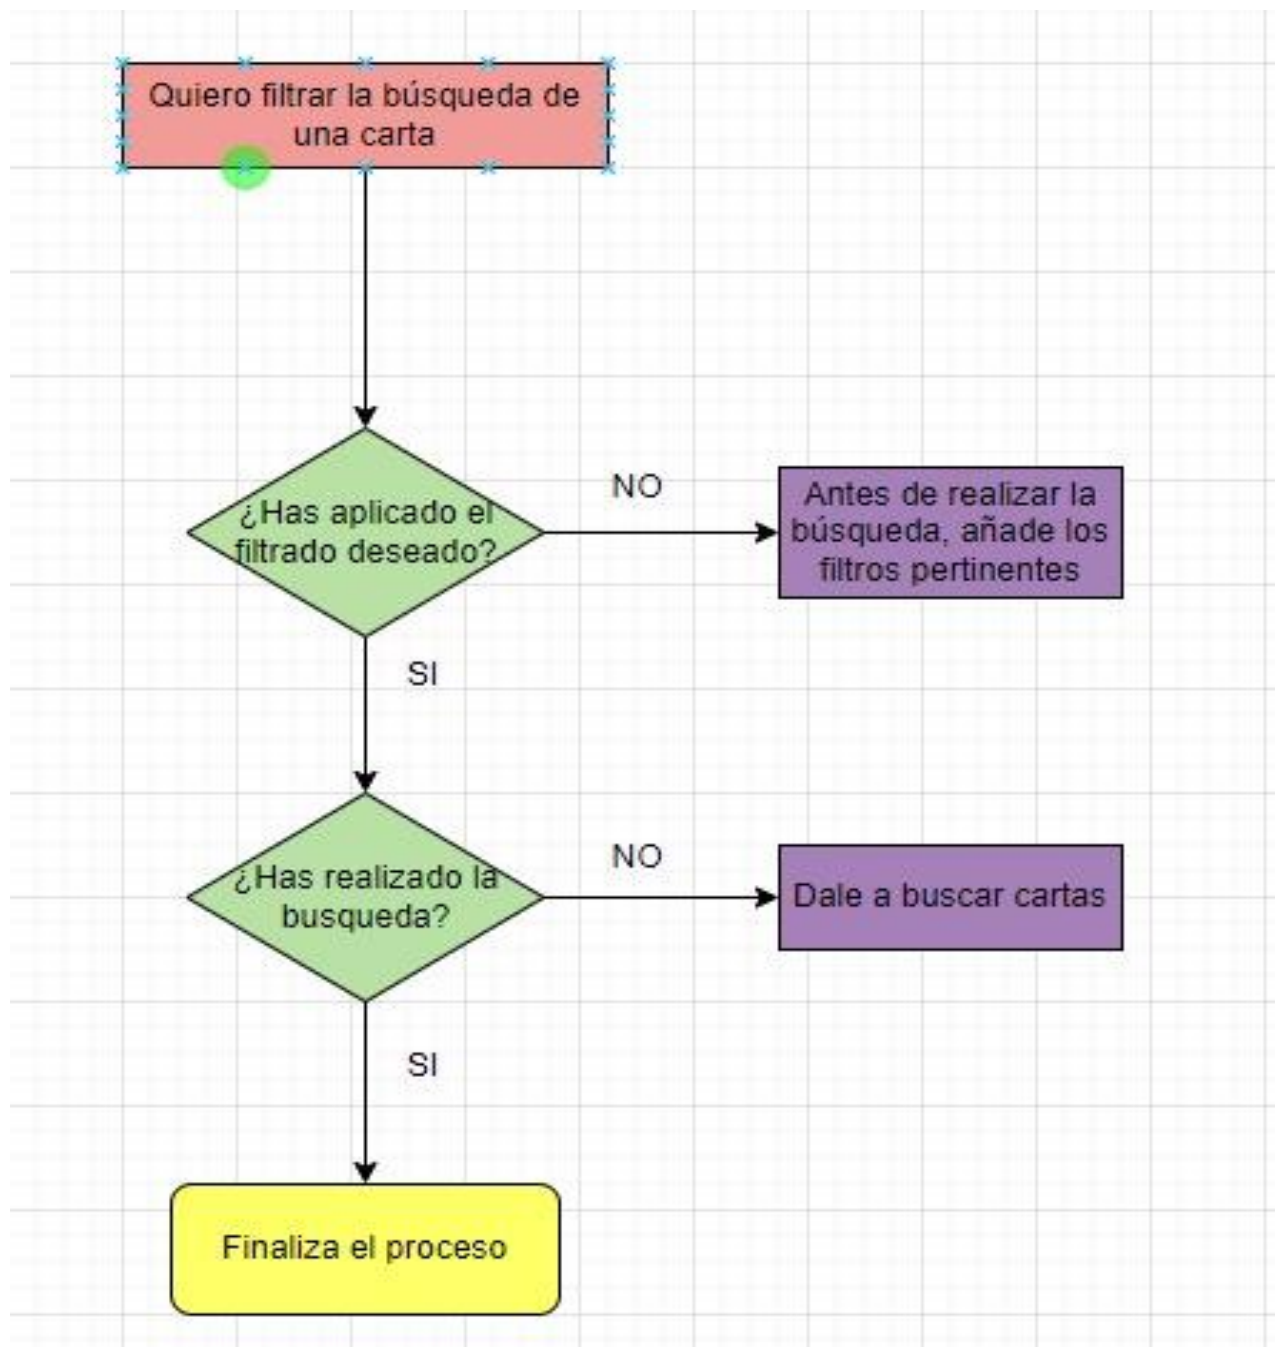 Quiero filtrar la búsqueda de
una carta
¿Has aplicado el
filtrado deseado?
NO
Antes de realizar la
búsqueda, añade los
filtros pertinentes
SI
¿Has realizado la
busqueda?
NO
Dale a buscar cartas
SI
Finaliza el proceso